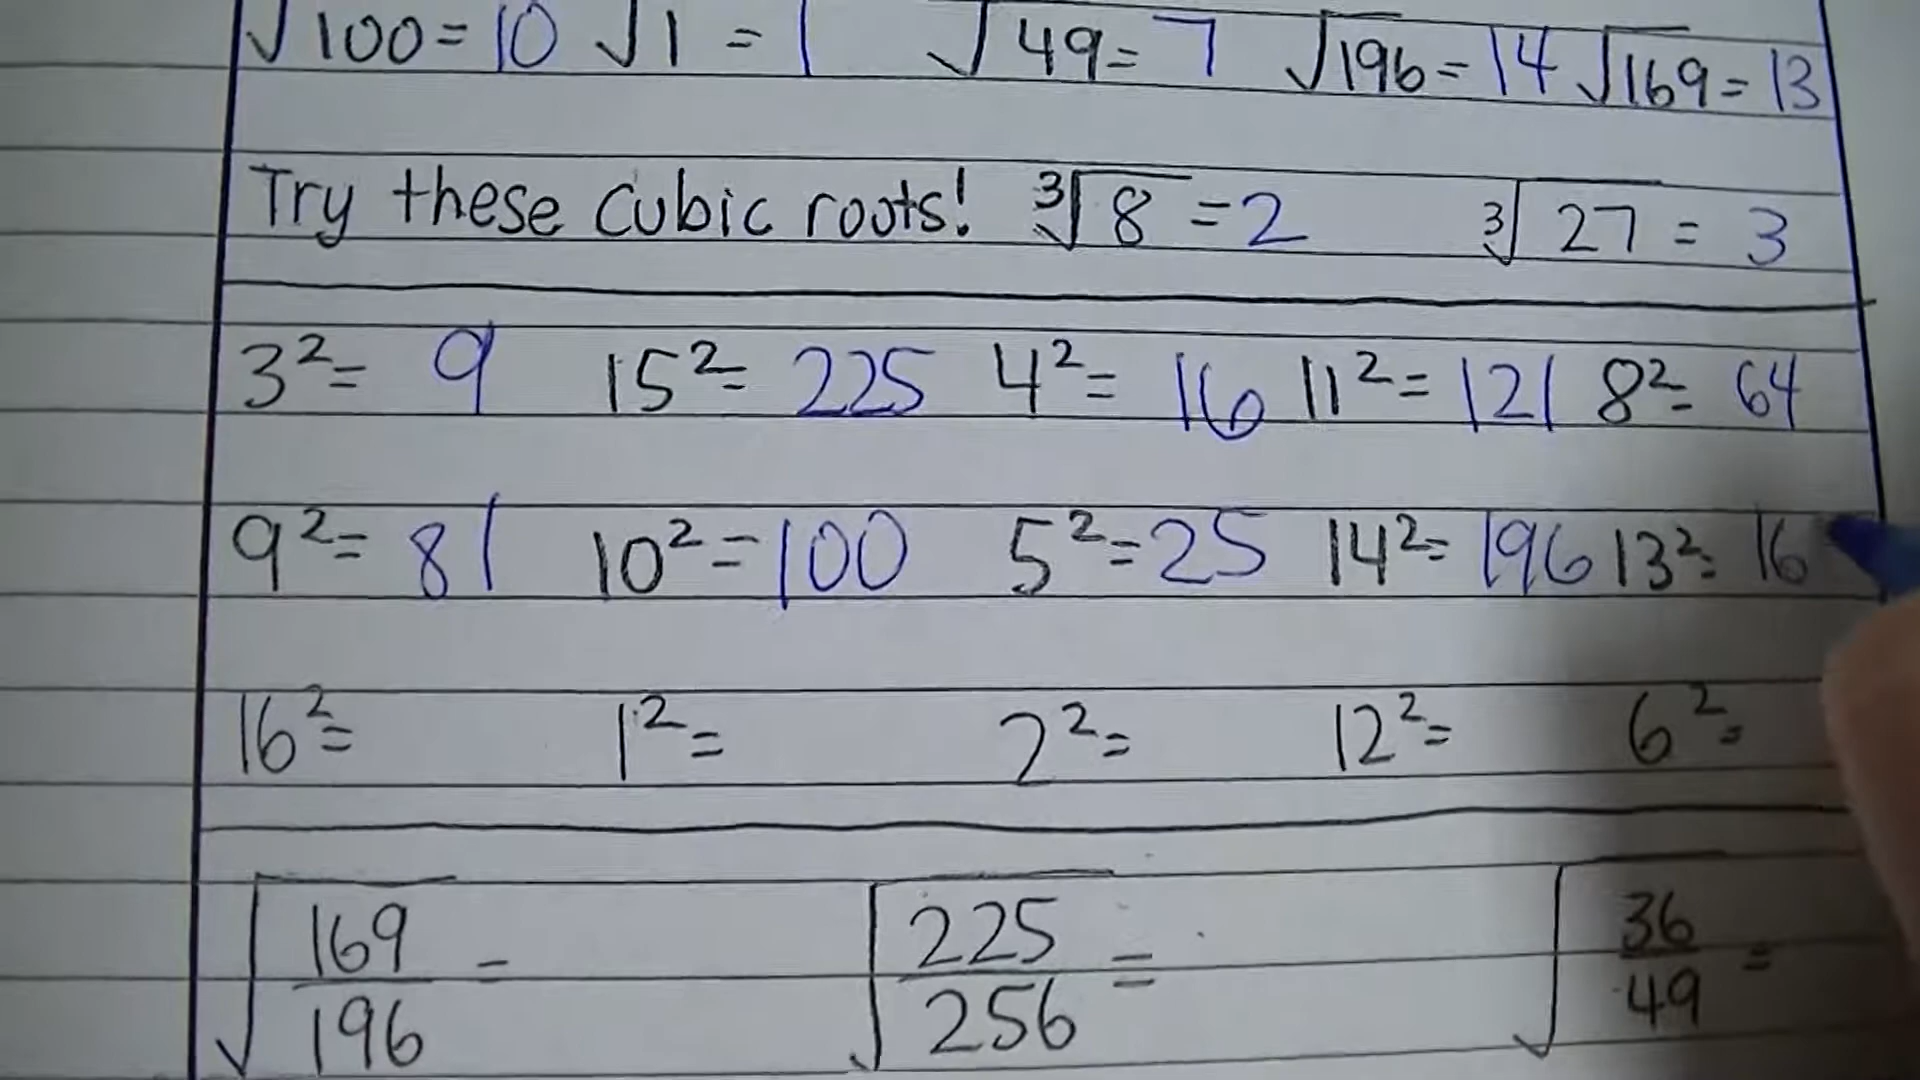 √100 = 10 √1 = 1 √49 = 7 √196 = 14 √169 = 13
Try these cubic roots! ∛8 = 2 ∛27 = 3
3² = 9 15² = 225 4² = 16 11² = 121 8² = 64
9² = 81 10² = 100 5² = 25 14² = 196 13² = 16
16² = 1² = 7² = 12² = 6² =
√(169/196) = √(225/256) = √(36/49) =